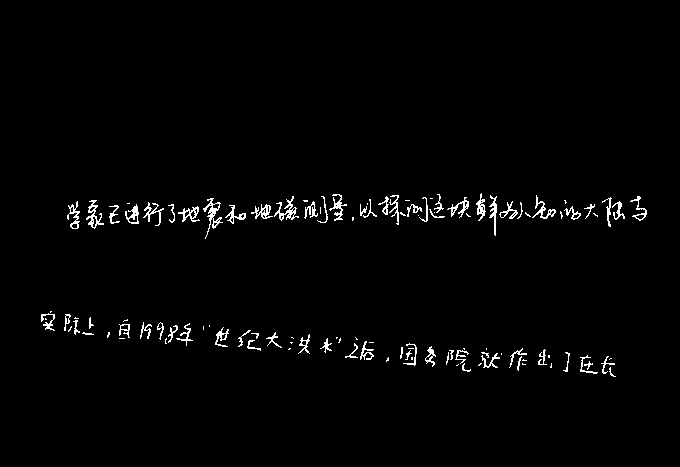 学家已进行了地震和地磁测量，以探测这块鲜为人知的大陆与
实际上，自1998年“世纪大洪水”之后，国务院就作出了在长